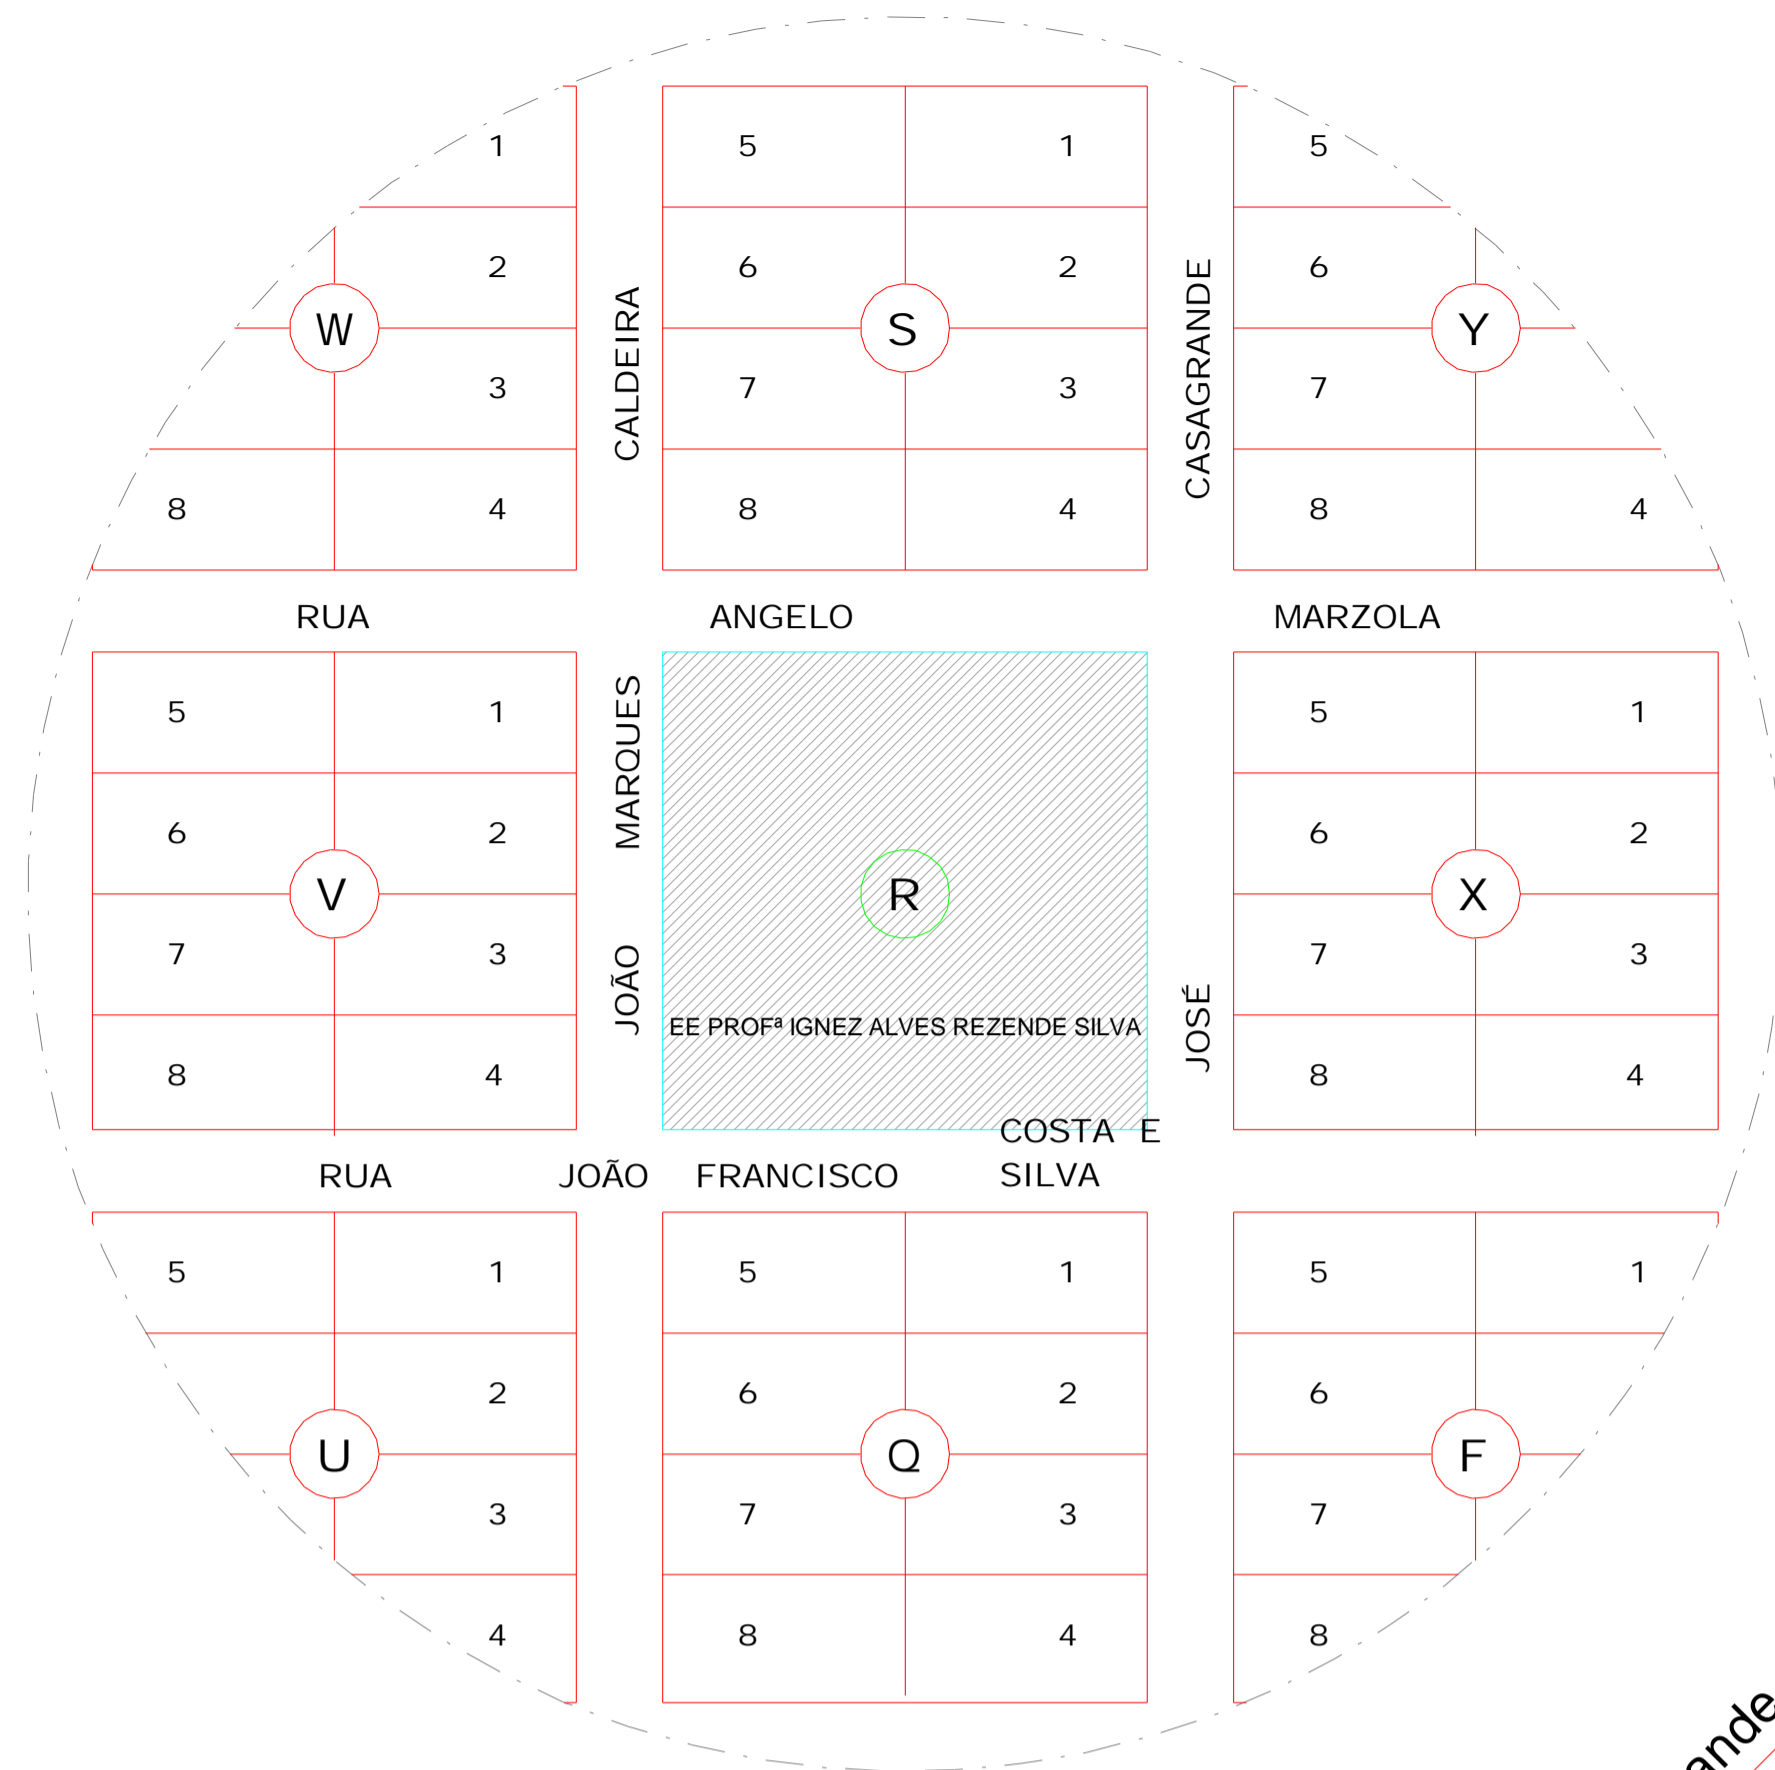 1
5
1
5
2
6
2
6
W
S
Y
3
7
3
7
8
4
8
4
8
4
CALDEIRA
CASAGRANDE
RUA ANGELO MARZOLA
5
1
5
1
6
2
6
2
V
R
X
7
3
7
3
8
4
8
4
MARQUES
JOÃO
JOSÉ
EE PROFª IGNEZ ALVES REZENDE SILVA
COSTA E
RUA JOÃO FRANCISCO SILVA
5
1
5
1
5
1
2
6
2
6
U
Q
F
3
7
3
7
4
8
4
8
ande